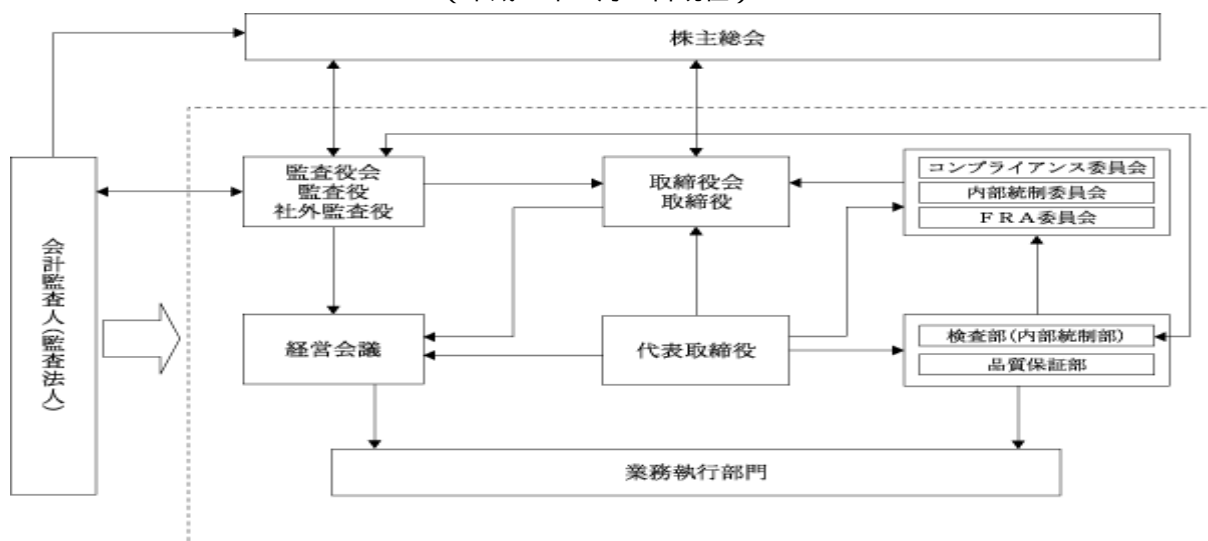 株主総会
監査役会
監査役
社外監査役
取締役会
取締役
コンプライアンス委員会
内部統制委員会
ＦＲＡ委員会
会計監査人(監査法人)
経営会議
代表取締役
検査部(内部統制部)
品質保証部
業務執行部門